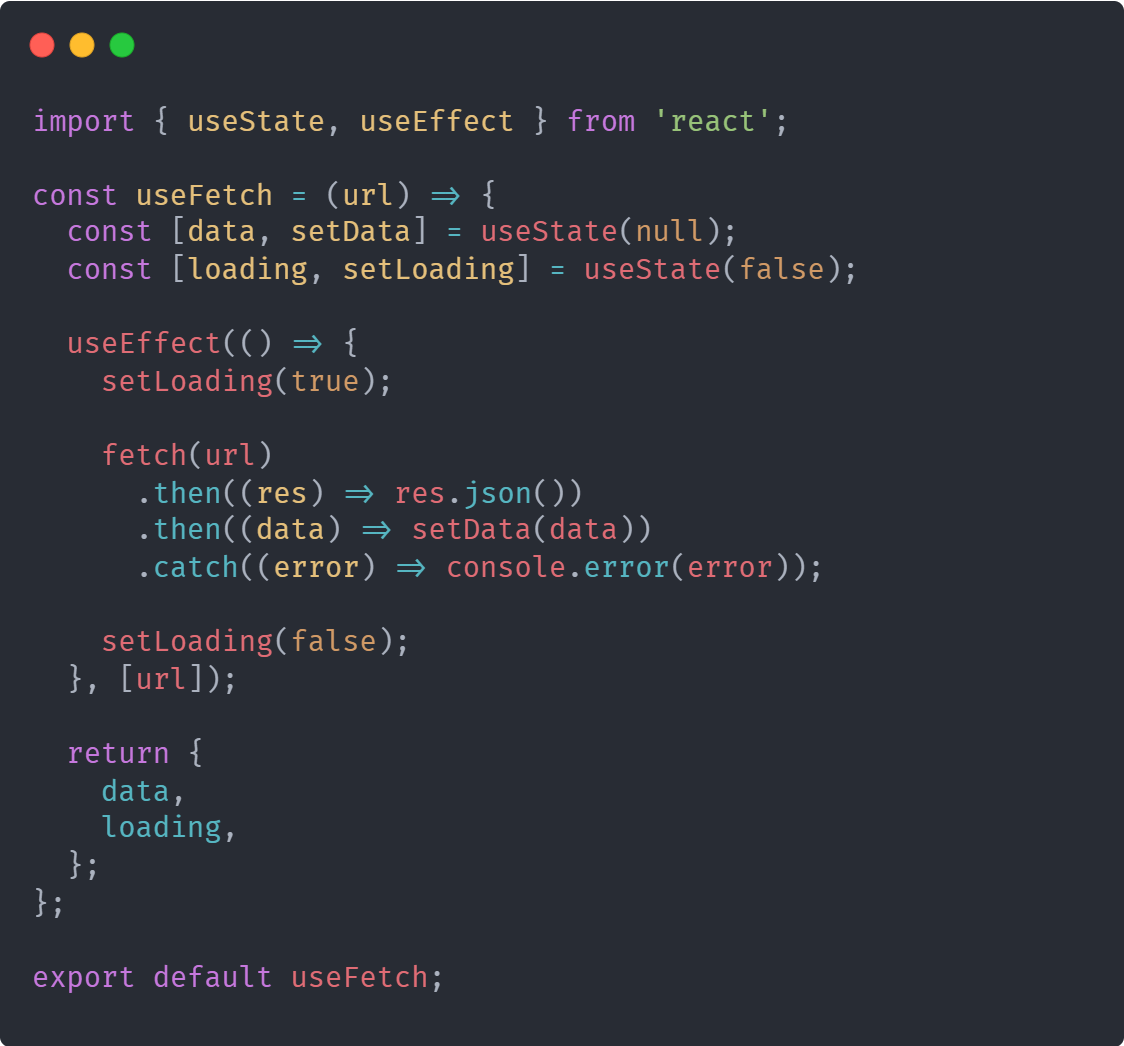 import { useState, useEffect } from 'react';

const useFetch = (url) => {
  const [data, setData] = useState(null);
  const [loading, setLoading] = useState(false);

  useEffect(() => {
    setLoading(true);

    fetch(url)
      .then((res) => res.json())
      .then((data) => setData(data))
      .catch((error) => console.error(error));

    setLoading(false);
  }, [url]);

  return {
    data,
    loading,
  };
};

export default useFetch;